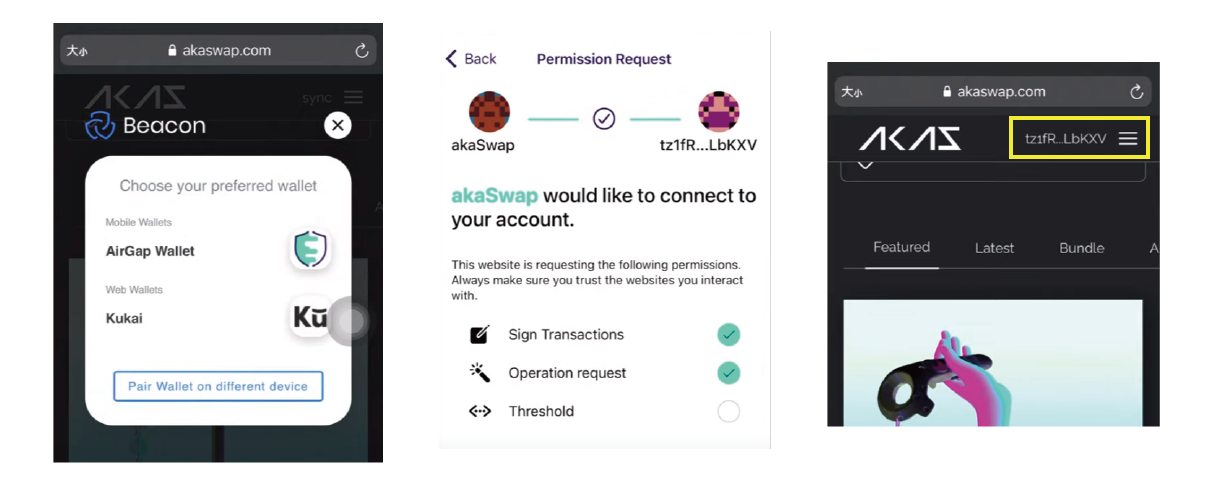 大小 akaswap.com
AKAS sync
Beacon
Choose your preferred wallet
Mobile Wallets
AirGap Wallet
Web Wallets
Kukai
Kū
Pair Wallet on different device
Back Permission Request
akaSwap tz1fR...LbKXV
akaSwap would like to connect to
your account.
This website is requesting the following permissions.
Always make sure you trust the websites you interact
with.
Sign Transactions
Operation request
Threshold
大小 akaswap.com
AKAS tz1fR...LbKXV
Featured Latest Bundle A